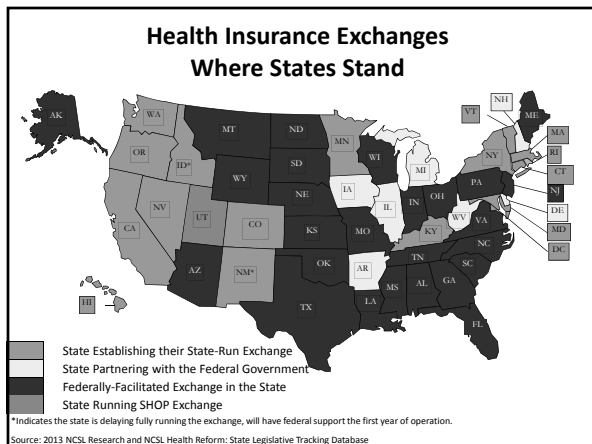 Health Insurance Exchanges
Where States Stand
AK
WA
MT
ND
MN
VT
NH
ME
OR
ID*
SD
WI
MI
NY
MA
RI
WY
CT
IA
PA
NJ
NE
NV
UT
CO
IL
IN
OH
DE
CA
WV
MD
KS
MO
KY
VA
DC
AZ
NM*
OK
AR
TN
NC
SC
HI
TX
LA
MS
AL
GA
FL
State Establishing their State-Run Exchange
State Partnering with the Federal Government
Federally-Facilitated Exchange in the State
State Running SHOP Exchange
*Indicates the state is delaying fully running the exchange, will have federal support the first year of operation.
Source: 2013 NCSL Research and NCSL Health Reform: State Legislative Tracking Database